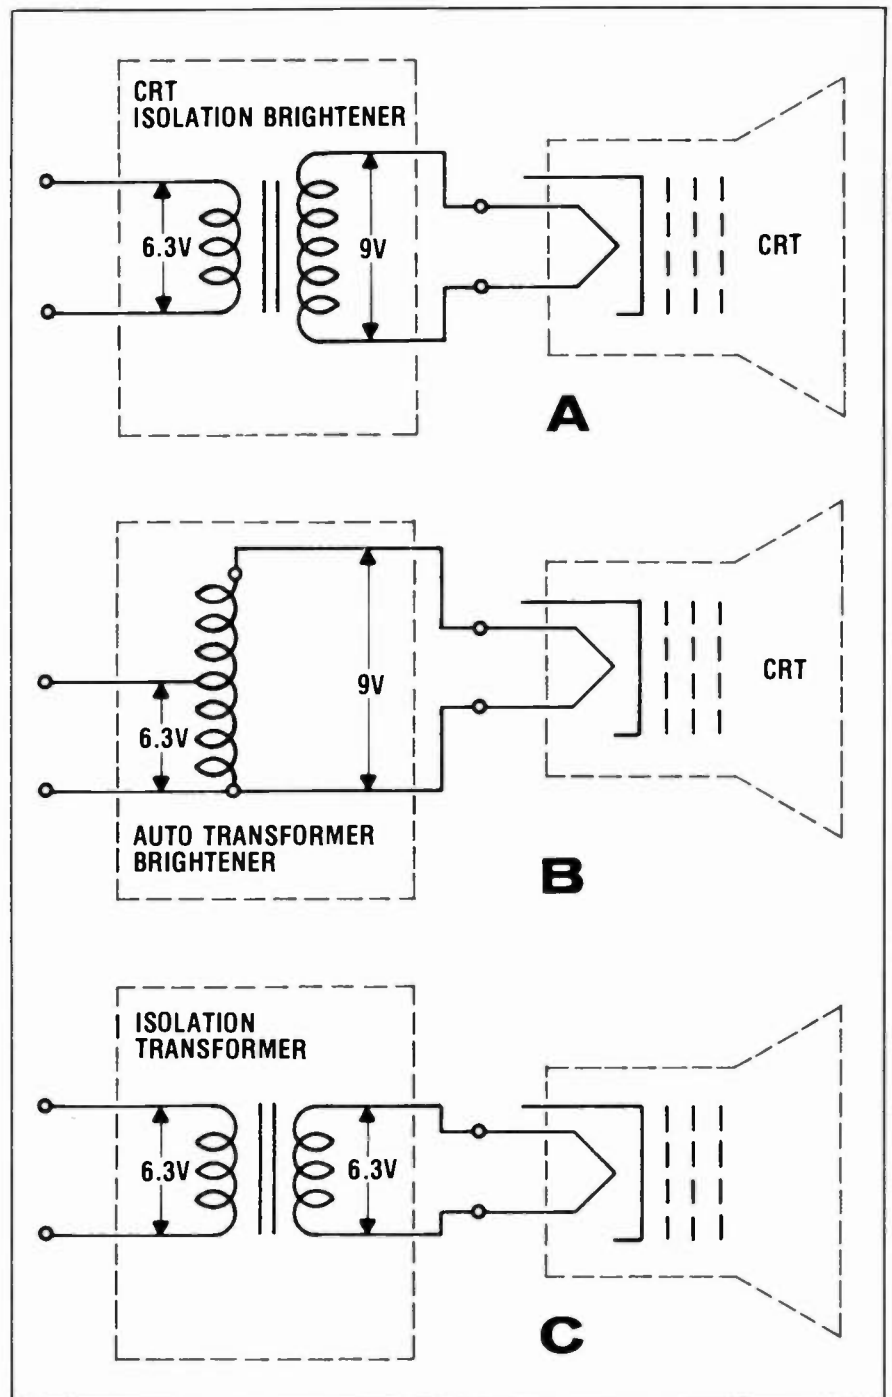 CRT
ISOLATION BRIGHTENER
6.3V
9V
CRT
A
6.3V
9V
CRT
AUTO TRANSFORMER
BRIGHTENER
B
ISOLATION
TRANSFORMER
6.3V
6.3V
C